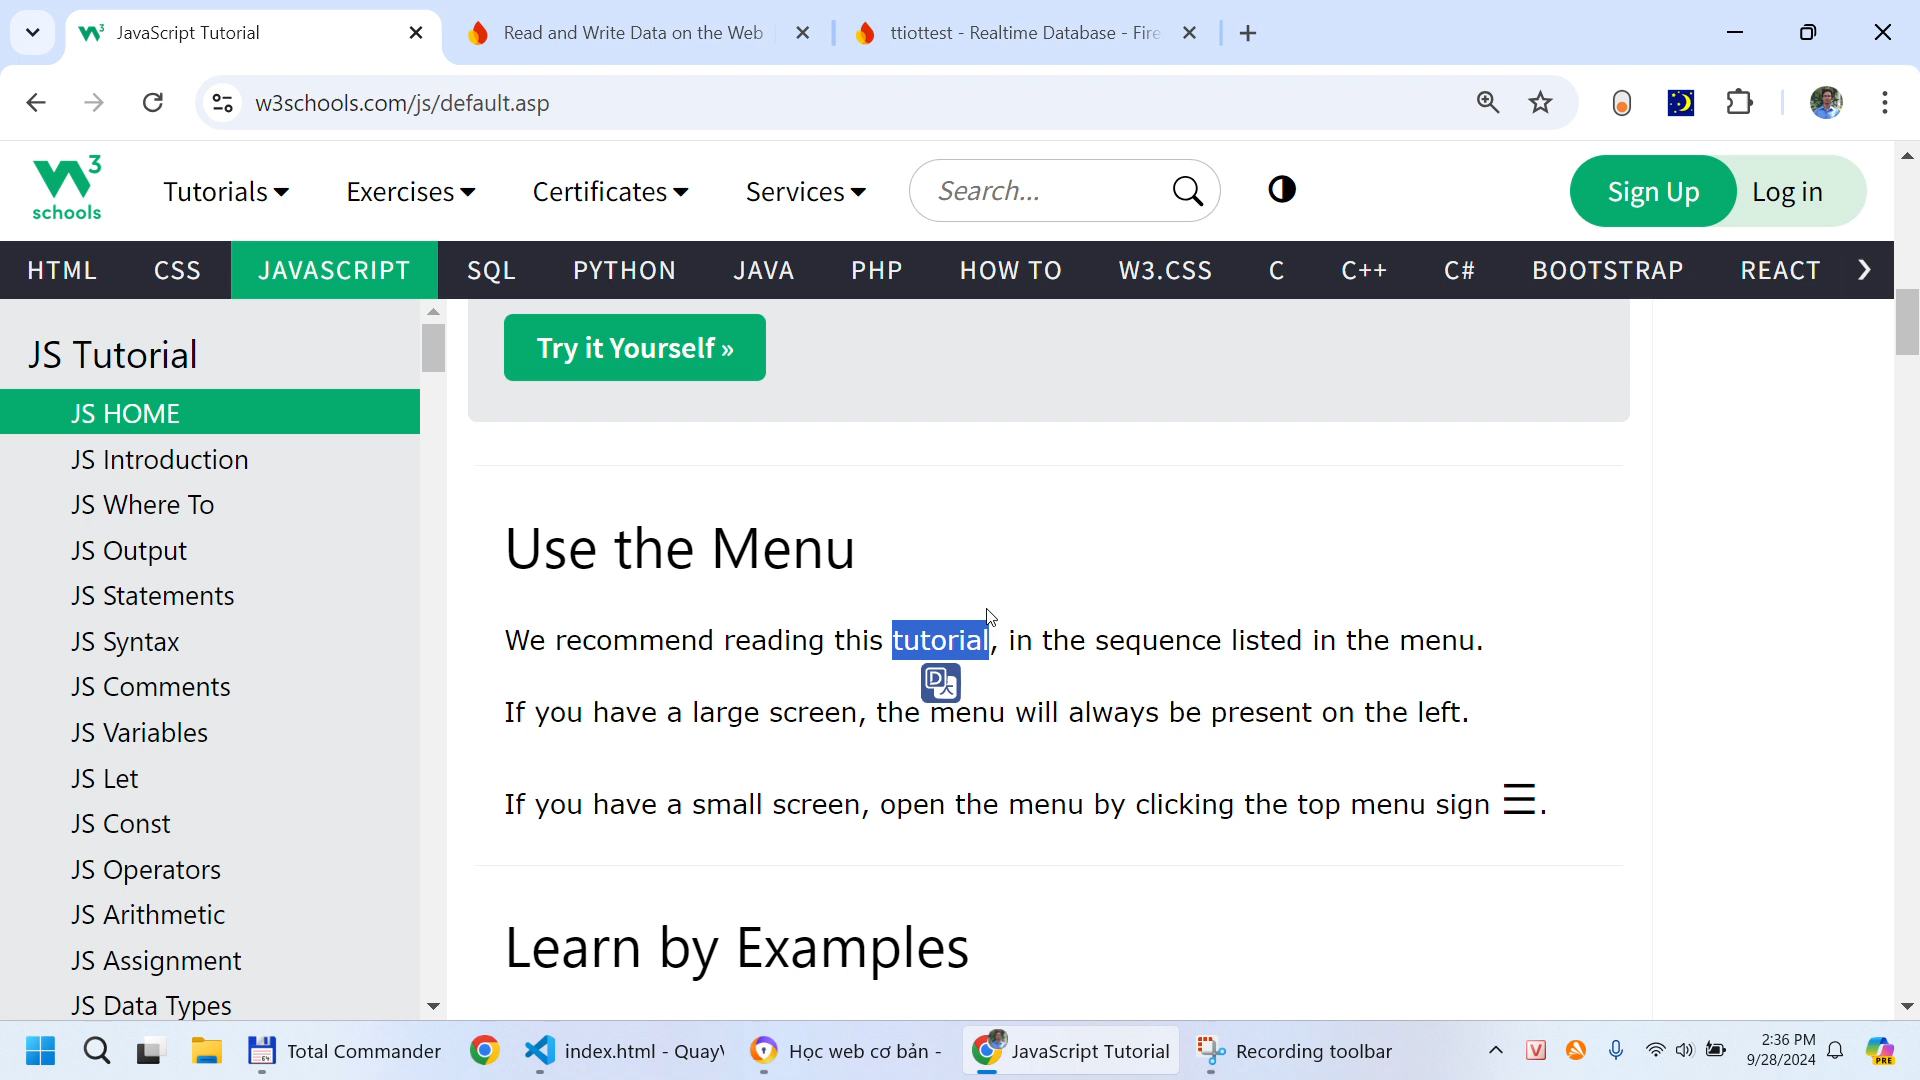 JavaScript Tutorial
Read and Write Data on the Web
ttiottest - Realtime Database - Fire
w3schools.com/js/default.asp
W3 schools
Tutorials
Exercises
Certificates
Services
Search...
Sign Up
Log in
HTML CSS JAVASCRIPT SQL PYTHON JAVA PHP HOW TO W3.CSS C C++ C# BOOTSTRAP REACT
JS Tutorial
JS HOME
JS Introduction
JS Where To
JS Output
JS Statements
JS Syntax
JS Comments
JS Variables
JS Let
JS Const
JS Operators
JS Arithmetic
JS Assignment
JS Data Types
Try it Yourself »
Use the Menu
We recommend reading this tutorial, in the sequence listed in the menu.
If you have a large screen, the menu will always be present on the left.
If you have a small screen, open the menu by clicking the top menu sign ☰.
Learn by Examples
Total Commander
index.html - Quay
Học web cơ bản -
JavaScript Tutorial
Recording toolbar
2:36 PM
9/28/2024
PRE